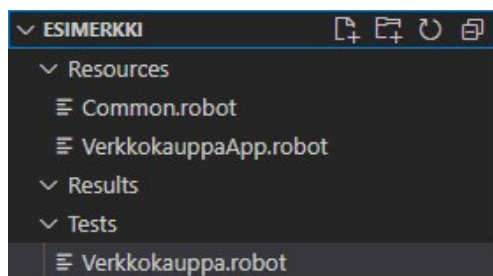 ESIMERKKI
Resources
Common.robot
VerkkokauppaApp.robot
Results
Tests
Verkkokauppa.robot